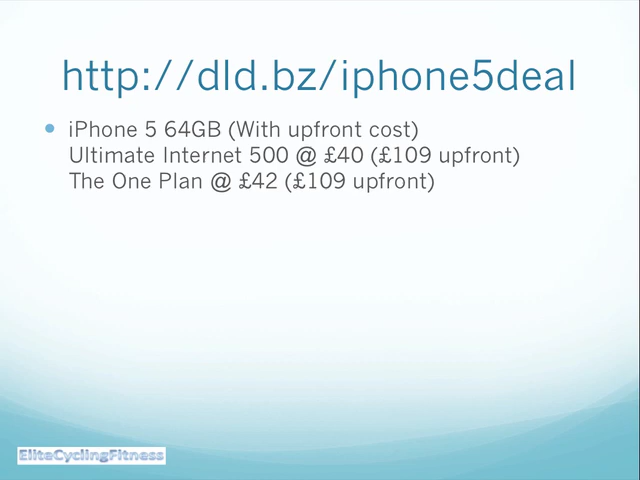 http://dld.bz/iphone5deal
iPhone 5 64GB (With upfront cost)
Ultimate Internet 500 @ £40 (£109 upfront)
The One Plan @ £42 (£109 upfront)
EliteCyclingFitness